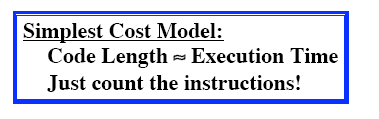 Simplest Cost Model:
Code Length ≈ Execution Time
Just count the instructions!